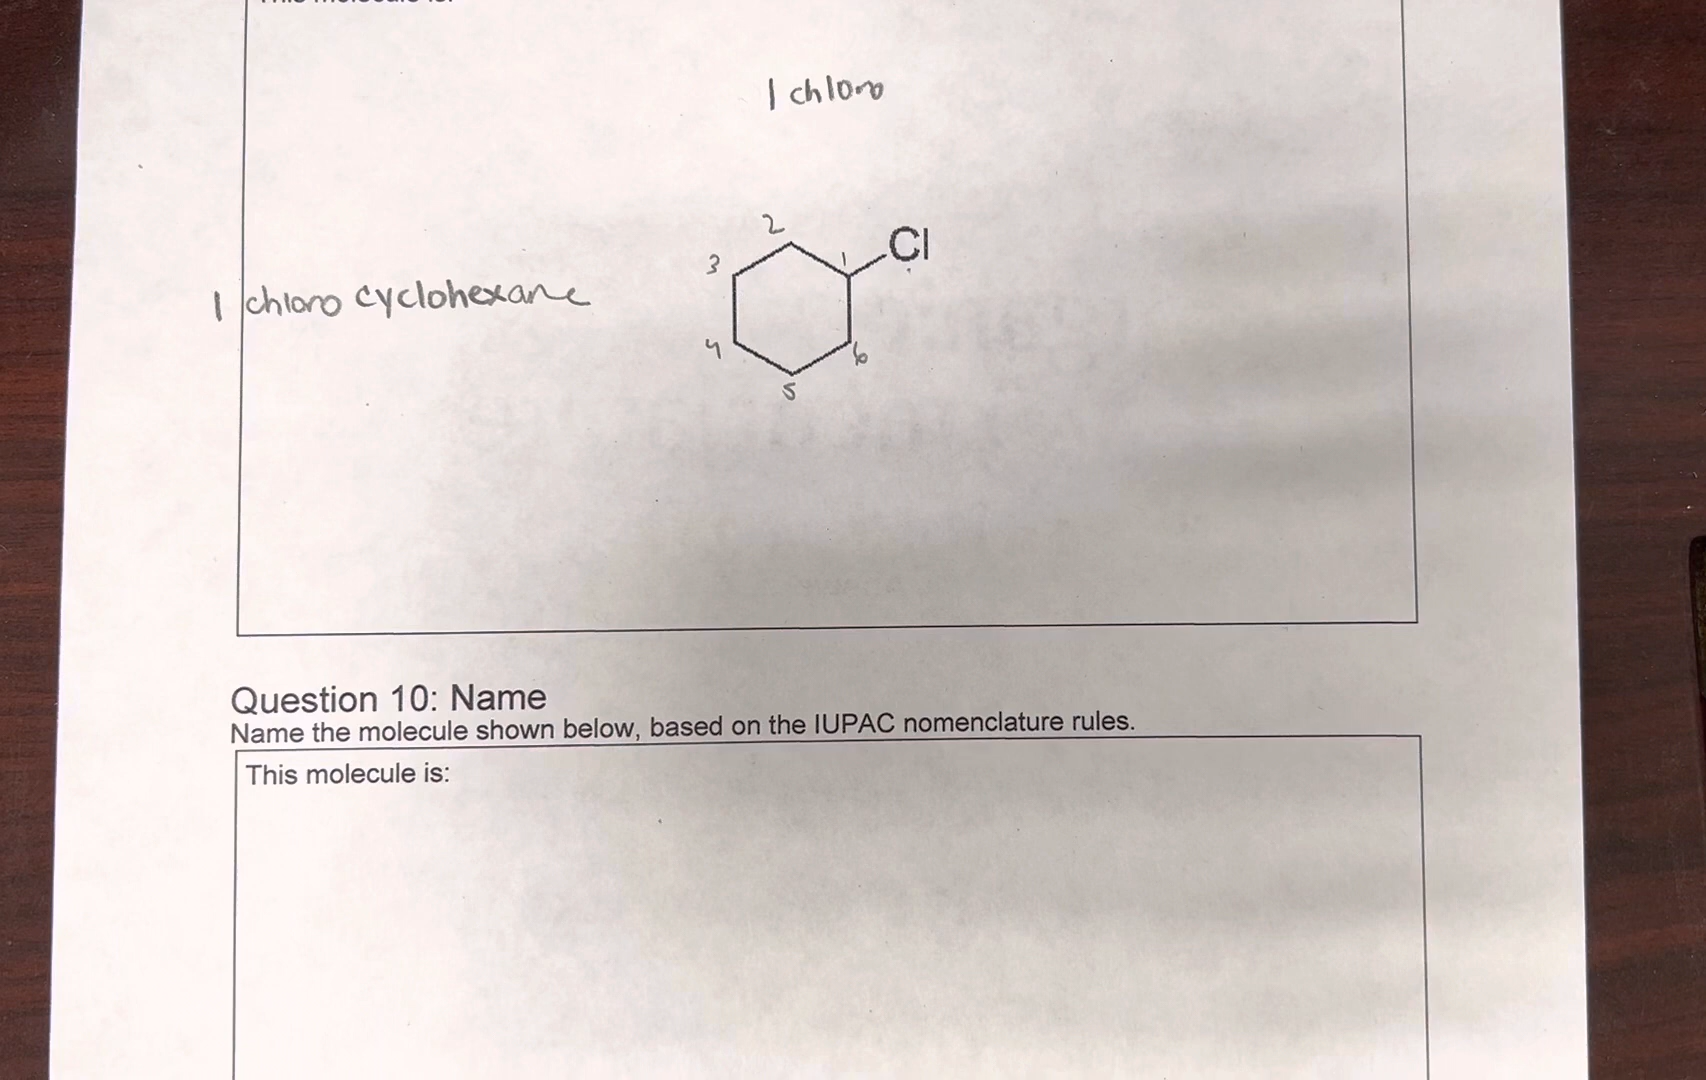 1 chloro
2
Cl
3
1
1 chloro cyclohexane
4
6
5
Question 10: Name
Name the molecule shown below, based on the IUPAC nomenclature rules.
This molecule is: